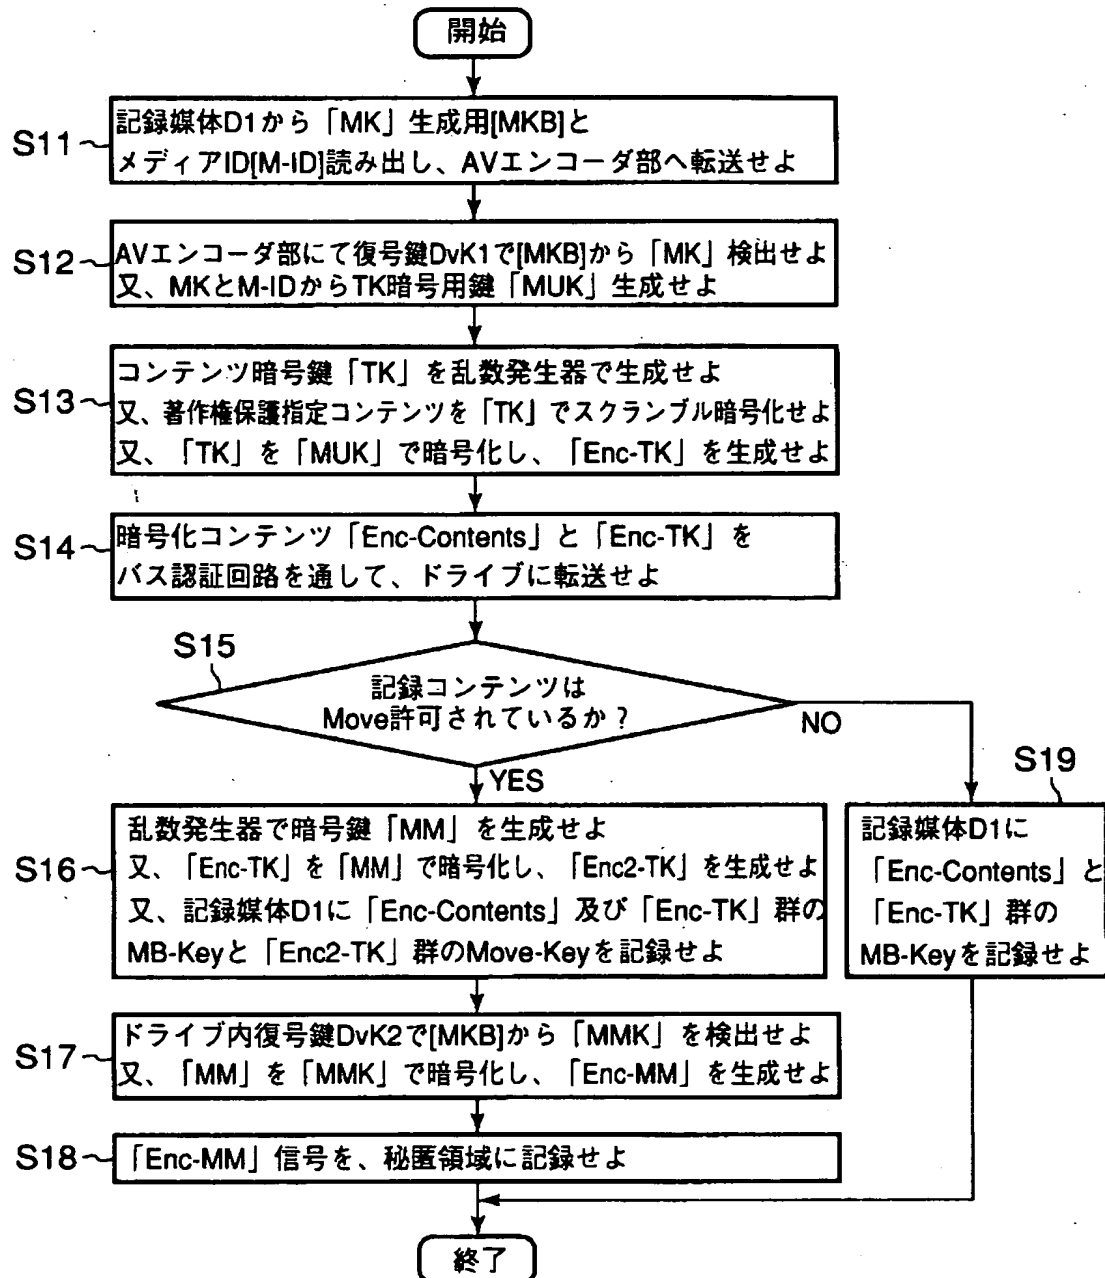 開始
S11
記録媒体D1から「MK」生成用[MKB]と
メディアID[M-ID]読み出し、AVエンコーダ部へ転送せよ
S12
AVエンコーダ部にて復号鍵DvK1で[MKB]から「MK」検出せよ
又、MKとM-IDからTK暗号用鍵「MUK」生成せよ
S13
コンテンツ暗号鍵「TK」を乱数発生器で生成せよ
又、著作権保護指定コンテンツを「TK」でスクランブル暗号化せよ
又、「TK」を「MUK」で暗号化し、「Enc-TK」を生成せよ
S14
暗号化コンテンツ「Enc-Contents」と「Enc-TK」を
バス認証回路を通して、ドライブに転送せよ
S15
記録コンテンツは
Move許可されているか？
NO
YES
S16
乱数発生器で暗号鍵「MM」を生成せよ
又、「Enc-TK」を「MM」で暗号化し、「Enc2-TK」を生成せよ
又、記録媒体D1に「Enc-Contents」及び「Enc-TK」群の
MB-Keyと「Enc2-TK」群のMove-Keyを記録せよ
S19
記録媒体D1に
「Enc-Contents」と
「Enc-TK」群の
MB-Keyを記録せよ
S17
ドライブ内復号鍵DvK2で[MKB]から「MMK」を検出せよ
又、「MM」を「MMK」で暗号化し、「Enc-MM」を生成せよ
S18
「Enc-MM」信号を、秘匿領域に記録せよ
終了